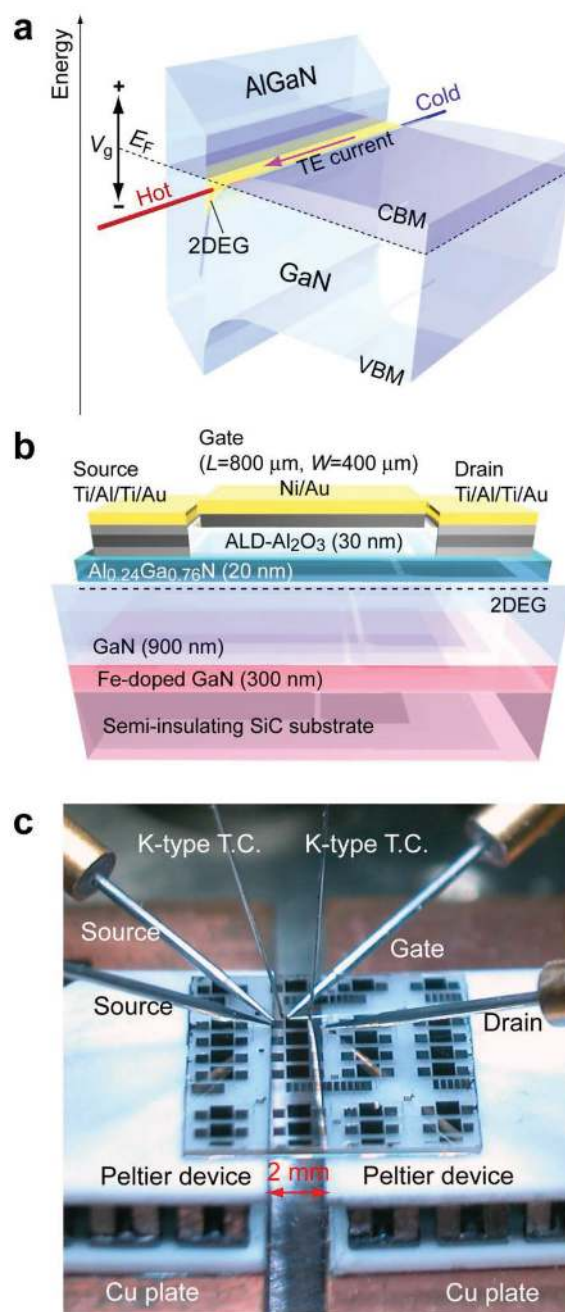 a
Energy
+
V_g
−
E_F
AlGaN
Cold
TE current
Hot
2DEG
CBM
GaN
VBM
b
Gate
Source
(L=800 μm, W=400 μm)
Drain
Ti/Al/Ti/Au
Ni/Au
Ti/Al/Ti/Au
ALD-Al₂O₃ (30 nm)
Al₀.₂₄Ga₀.₇₆N (20 nm)
2DEG
GaN (900 nm)
Fe-doped GaN (300 nm)
Semi-insulating SiC substrate
c
K-type T.C.
K-type T.C.
Source
Gate
Source
Drain
Peltier device
2 mm
Peltier device
Cu plate
Cu plate